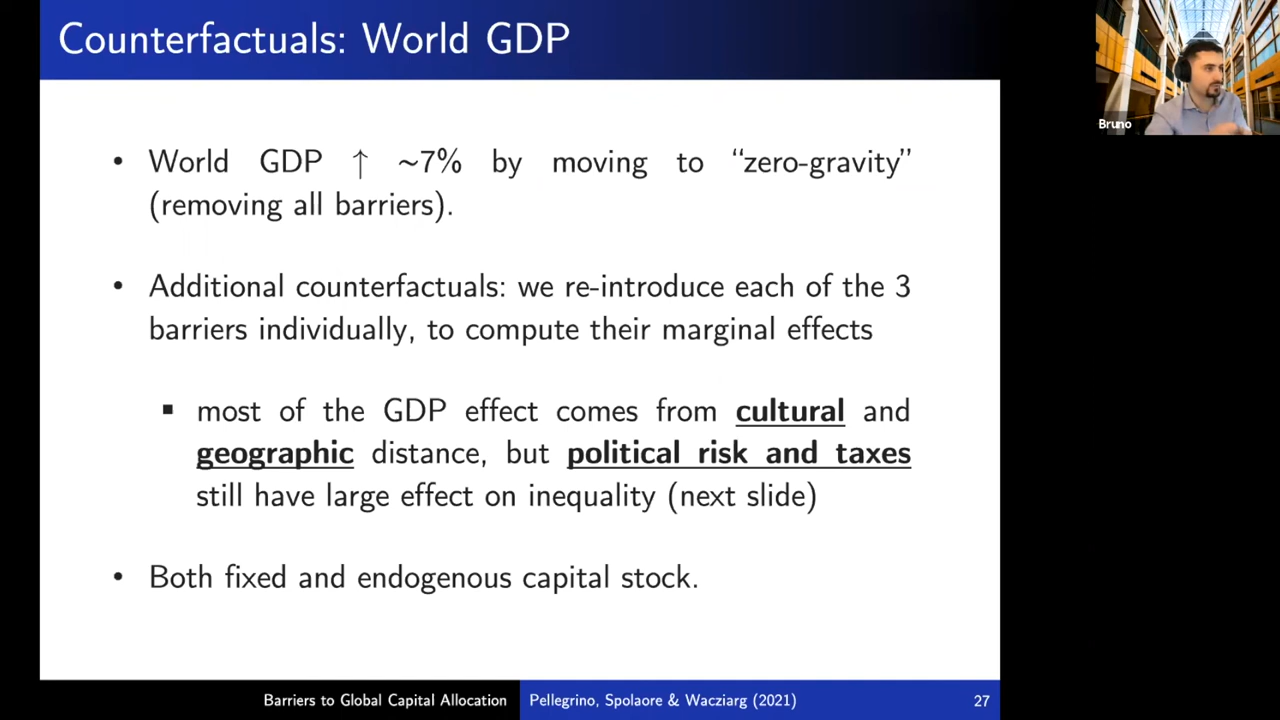 Counterfactuals: World GDP
Bruno
• World GDP ↑ ~7% by moving to “zero-gravity”
(removing all barriers).
• Additional counterfactuals: we re-introduce each of the 3
barriers individually, to compute their marginal effects
▪ most of the GDP effect comes from cultural and
geographic distance, but political risk and taxes
still have large effect on inequality (next slide)
• Both fixed and endogenous capital stock.
Barriers to Global Capital Allocation
Pellegrino, Spolaore & Wacziarg (2021)
27